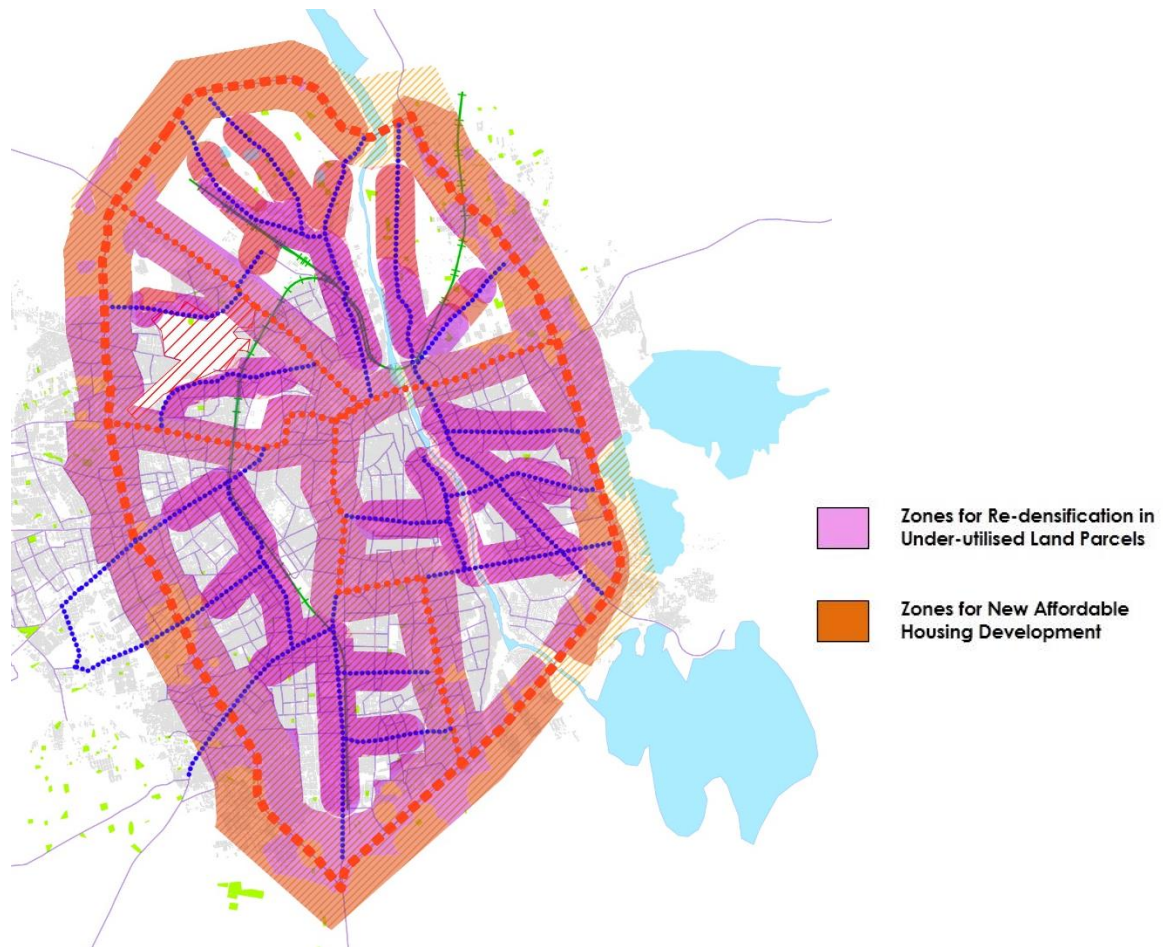 Zones for Re-densification in
Under-utilised Land Parcels
Zones for New Affordable
Housing Development